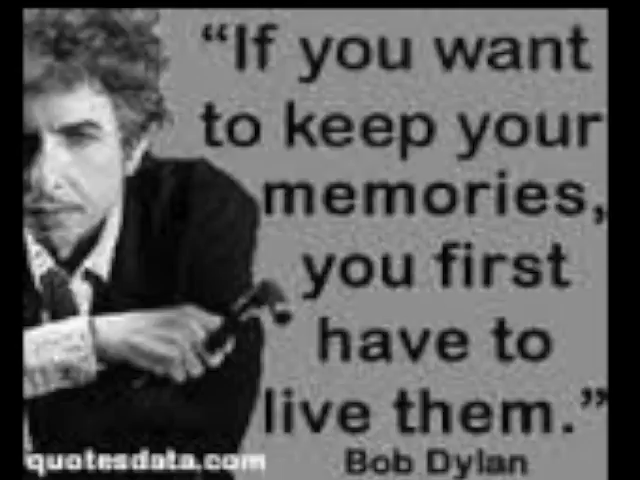 “If you want
to keep your
memories,
you first
have to
live them.”
Bob Dylan
quotesdata.com